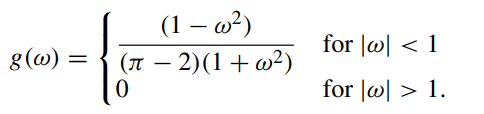 g(ω) = { (1 − ω²) / (π − 2)(1 + ω²) for |ω| < 1
0 for |ω| > 1.